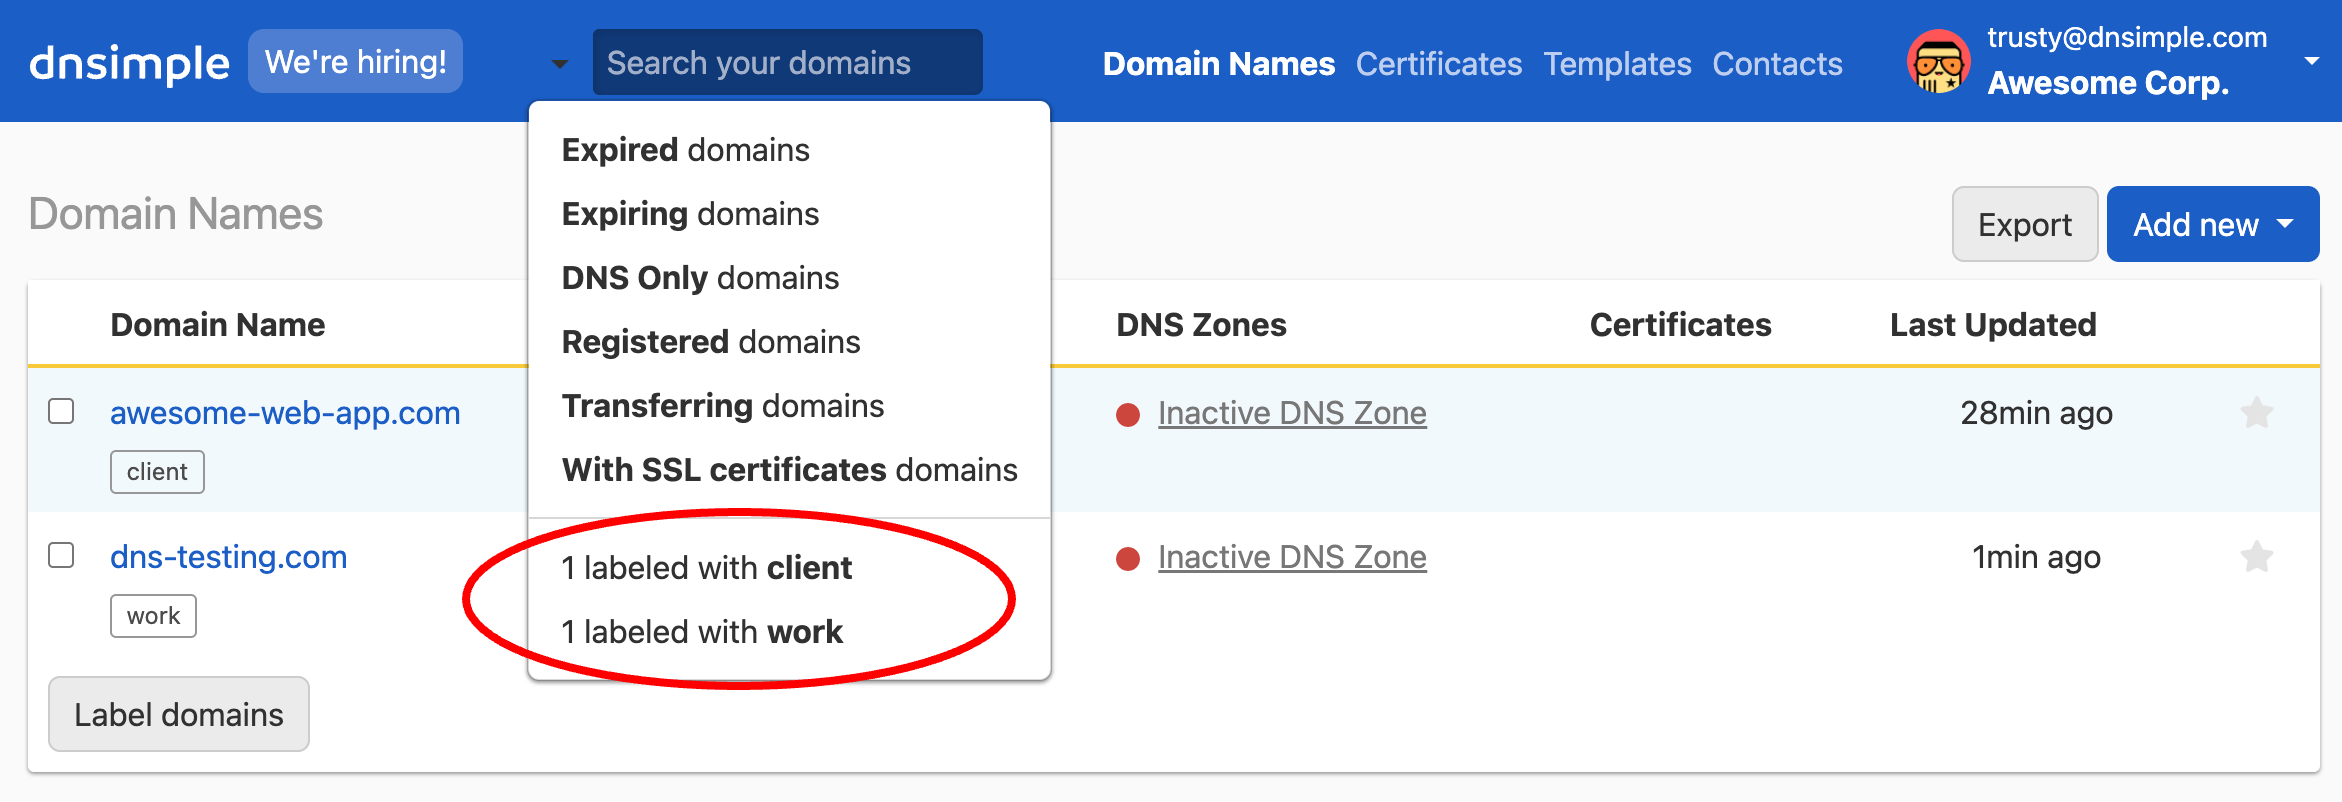 dnsimple We're hiring! Search your domains Domain Names Certificates Templates Contacts trusty@dnsimple.com
Awesome Corp.
Expired domains
Expiring domains
DNS Only domains
Registered domains
Transferring domains
With SSL certificates domains
1 labeled with client
1 labeled with work
Domain Names Export Add new
Domain Name DNS Zones Certificates Last Updated
awesome-web-app.com Inactive DNS Zone 28min ago
client
dns-testing.com Inactive DNS Zone 1min ago
work
Label domains